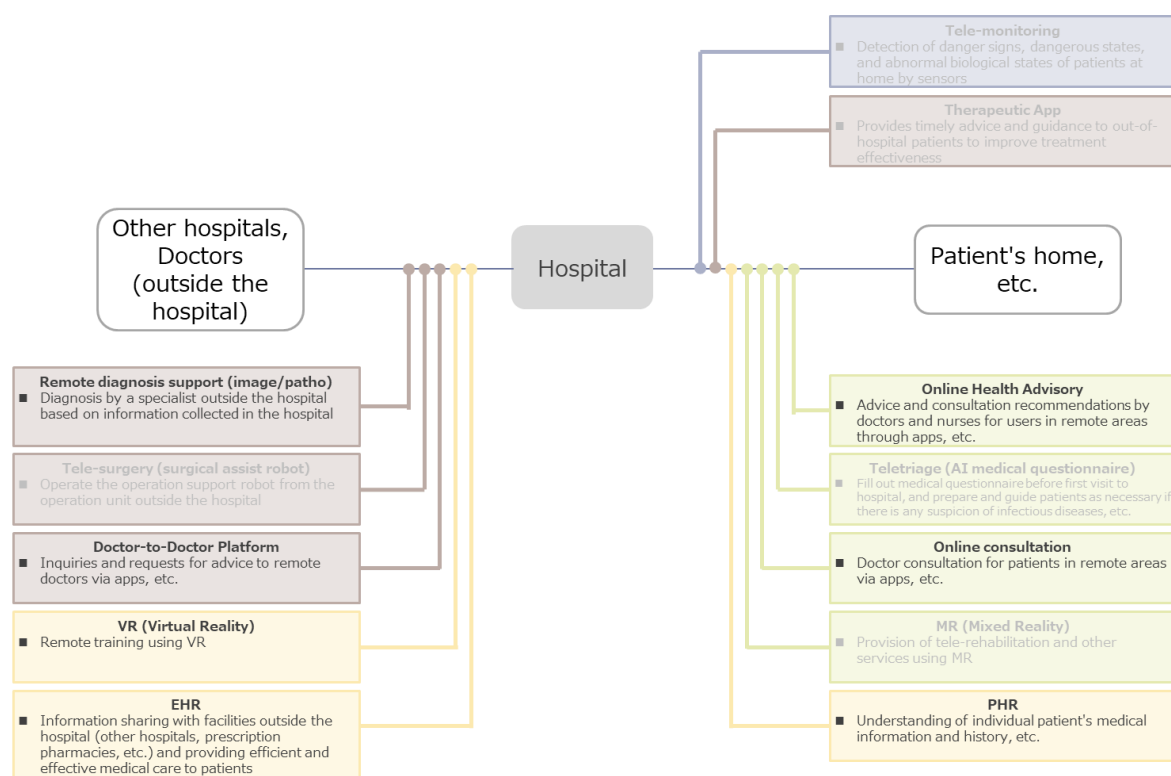 Tele-monitoring
■ Detection of danger signs, dangerous states,
and abnormal biological states of patients at
home by sensors
Therapeutic App
■ Provides timely advice and guidance to out-of-
hospital patients to improve treatment
effectiveness
Other hospitals,
Doctors
(outside the
hospital)
Hospital
Patient's home,
etc.
Remote diagnosis support (image/patho)
■ Diagnosis by a specialist outside the hospital
based on information collected in the hospital
Tele-surgery (surgical assist robot)
■ Operate the operation support robot from the
operation unit outside the hospital
Doctor-to-Doctor Platform
■ Inquiries and requests for advice to remote
doctors via apps, etc.
VR (Virtual Reality)
■ Remote training using VR
EHR
■ Information sharing with facilities outside the
hospital (other hospitals, prescription
pharmacies, etc.) and providing efficient and
effective medical care to patients
Online Health Advisory
■ Advice and consultation recommendations by
doctors and nurses for users in remote areas
through apps, etc.
Teletriage (AI medical questionnaire)
■ Fill out medical questionnaire before first visit to
hospital, and prepare and guide patients as necessary if
there is any suspicion of infectious diseases, etc.
Online consultation
■ Doctor consultation for patients in remote areas
via apps, etc.
MR (Mixed Reality)
■ Provision of tele-rehabilitation and other
services using MR
PHR
■ Understanding of individual patient's medical
information and history, etc.